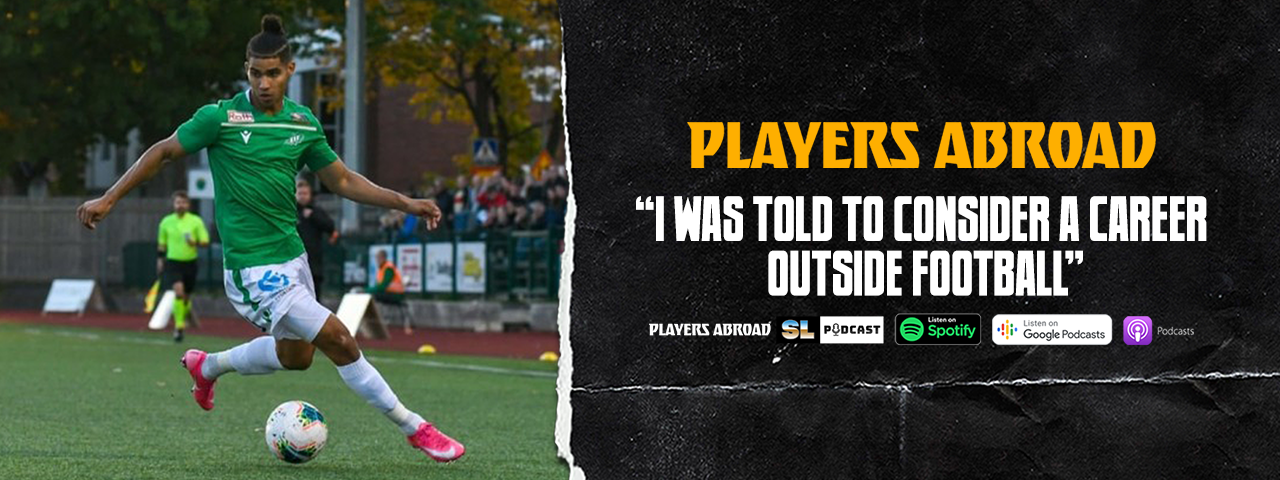 PLAYERS ABROAD
“I WAS TOLD TO CONSIDER A CAREER
OUTSIDE FOOTBALL”
PLAYERS ABROAD SL PODCAST Listen on Spotify Listen on Google Podcasts Podcasts